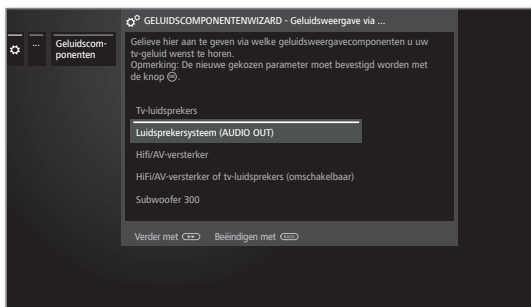 GELUIDSCOMPONENTENWIZARD - Geluidsweergave via ...
...
Geluidscom-
ponenten
Gelieve hier aan te geven via welke geluidsweergavecomponenten u uw
tv-geluid wenst te horen.
Opmerking: De nieuwe gekozen parameter moet bevestigd worden met
de knop OK.
Tv-luidsprekers
Luidsprekersysteem (AUDIO OUT)
Hifi/AV-versterker
HiFi/AV-versterker of tv-luidsprekers (omschakelbaar)
Subwoofer 300
Verder met Beëindigen met BACK